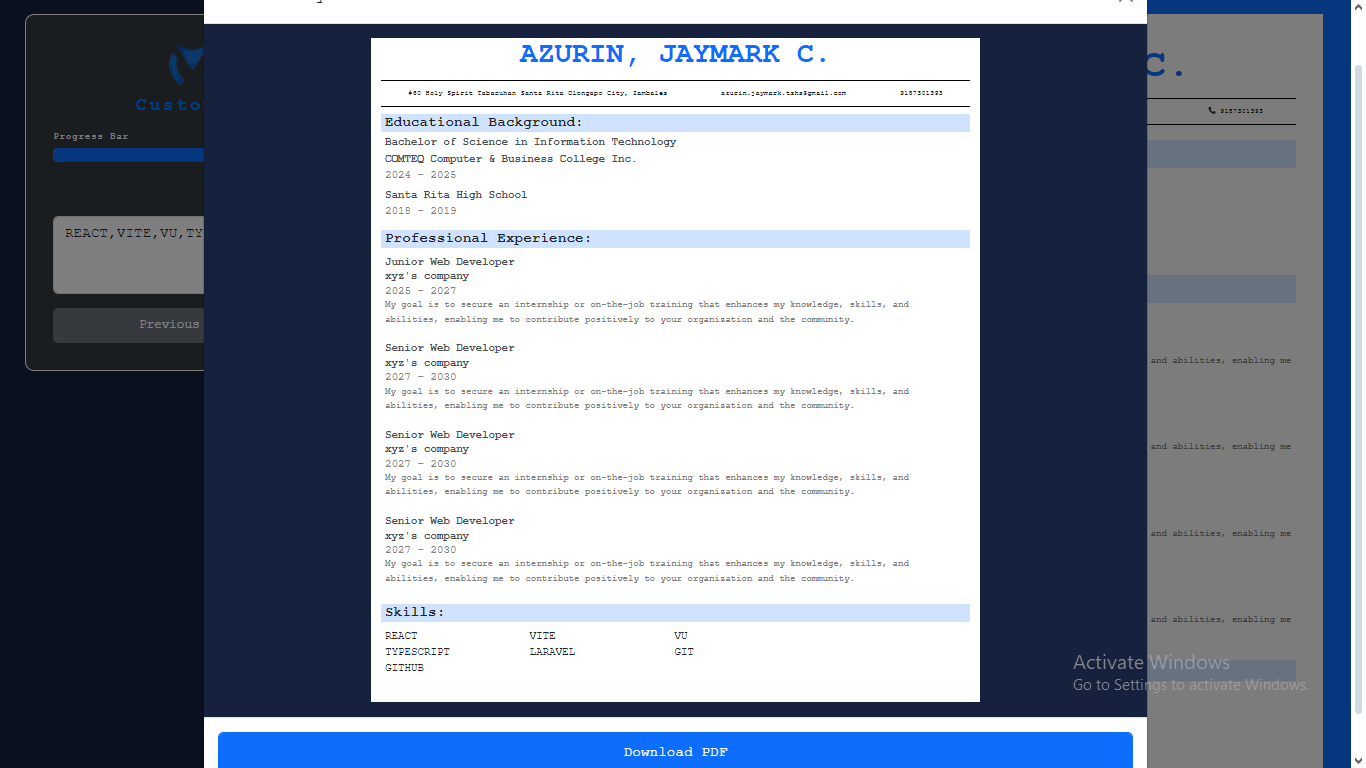 AZURIN, JAYMARK C.
#60 Holy Spirit Tabacuhan Santa Rita Olongapo City, Zambales
azurin.jaymark.tshs@gmail.com
9187301393
Educational Background:
Bachelor of Science in Information Technology
COMTEQ Computer & Business College Inc.
2024 - 2025
Santa Rita High School
2018 - 2019
Professional Experience:
Junior Web Developer
xyz's company
2025 - 2027
My goal is to secure an internship or on-the-job training that enhances my knowledge, skills, and
abilities, enabling me to contribute positively to your organization and the community.
Senior Web Developer
xyz's company
2027 - 2030
My goal is to secure an internship or on-the-job training that enhances my knowledge, skills, and
abilities, enabling me to contribute positively to your organization and the community.
Senior Web Developer
xyz's company
2027 - 2030
My goal is to secure an internship or on-the-job training that enhances my knowledge, skills, and
abilities, enabling me to contribute positively to your organization and the community.
Senior Web Developer
xyz's company
2027 - 2030
My goal is to secure an internship or on-the-job training that enhances my knowledge, skills, and
abilities, enabling me to contribute positively to your organization and the community.
Skills:
REACT VITE VU
TYPESCRIPT LARAVEL GIT
GITHUB
Download PDF
Custo
Progress Bar
REACT,VITE,VU,TY
Previous
C.
9187301393
and abilities, enabling me
and abilities, enabling me
and abilities, enabling me
and abilities, enabling me
Activate Windows
Go to Settings to activate Windows.